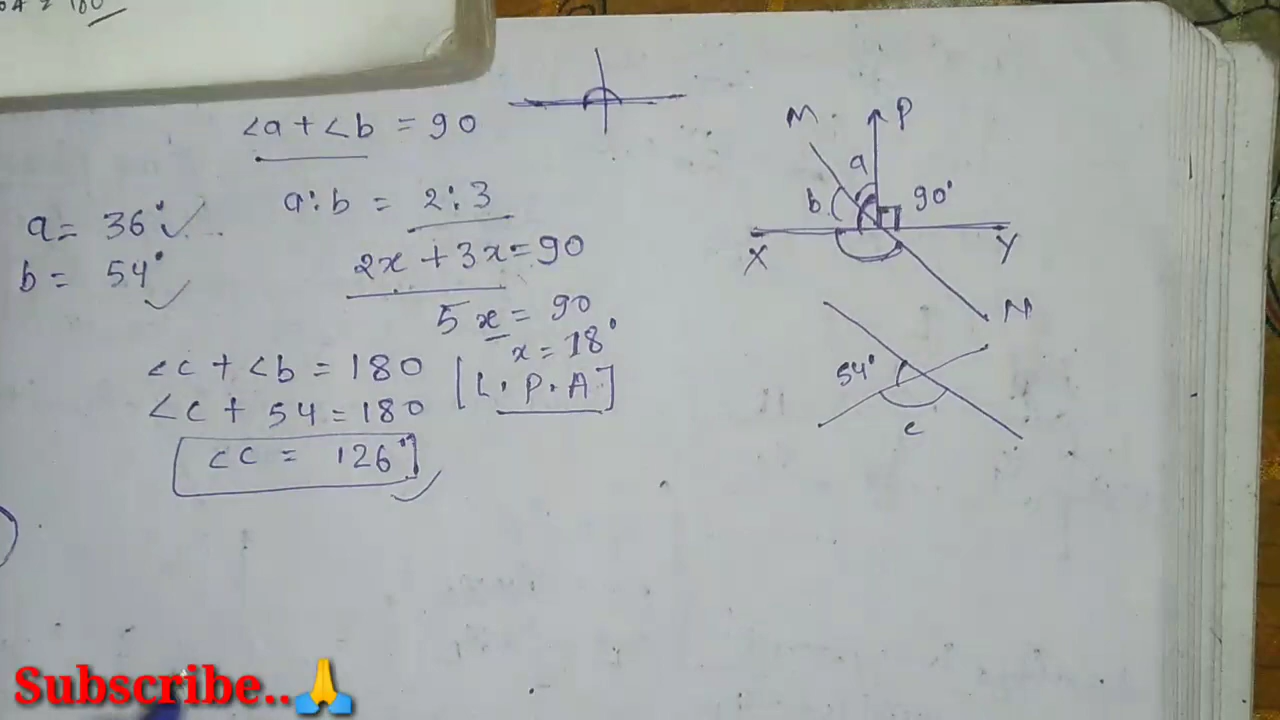 ∠a + ∠b = 90
a:b = 2:3
a = 36°
b = 54°
2x + 3x = 90
5x = 90
x = 18°
∠c + ∠b = 180 [L.P.A]
∠c + 54 = 180
∠c = 126°
M P
a
b 90°
X Y
N
54°
c
Subscribe..🙏